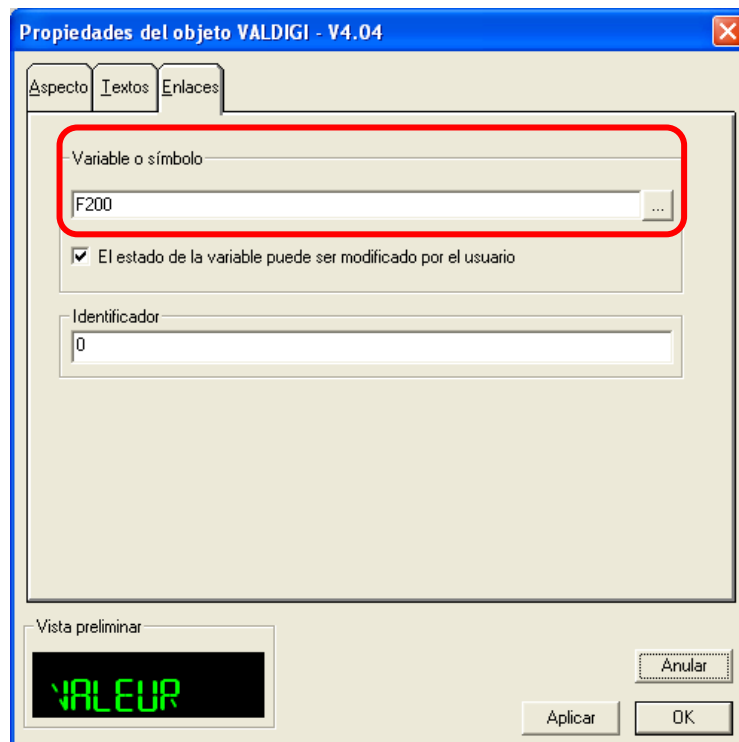 Propiedades del objeto VALDIGI - V4.04
Aspecto Textos Enlaces
Variable o símbolo
F200 ...
El estado de la variable puede ser modificado por el usuario
Identificador
0
Vista preliminar
VALEUR
Anular
Aplicar OK